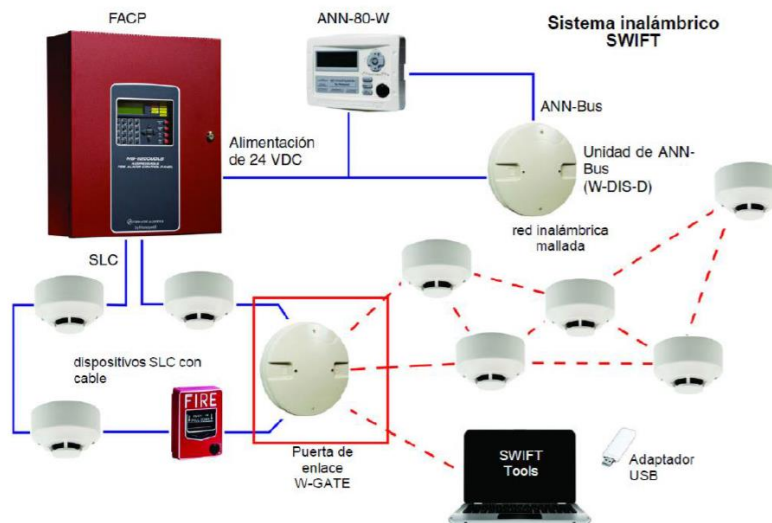 FACP
ANN-80-W
Sistema inalámbrico
SWIFT
ANN-Bus
Alimentación
de 24 VDC
Unidad de ANN-
Bus
(W-DIS-D)
red inalámbrica
mallada
SLC
dispositivos SLC con
cable
FIRE
Puerta de
enlace
W-GATE
SWIFT
Tools
Adaptador
USB